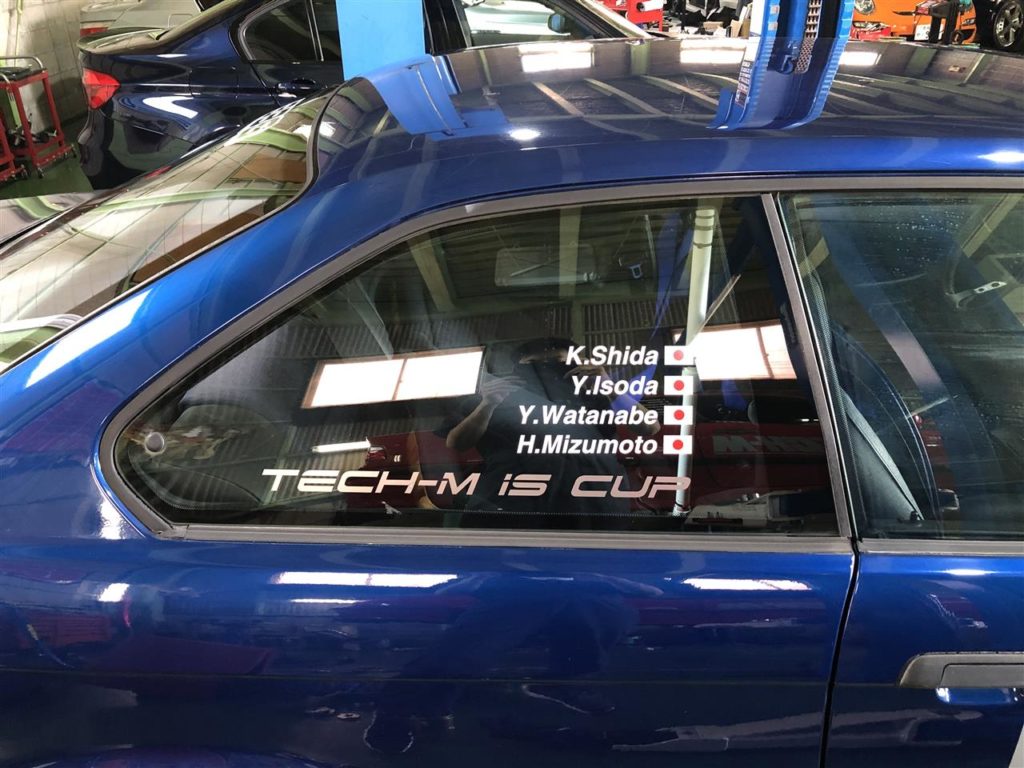 K.Shida
Y.Isoda
Y.Watanabe
H.Mizumoto
TECH-M iS CUP